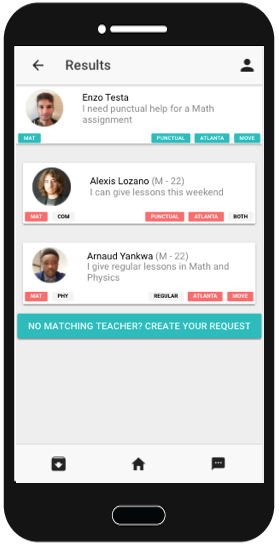 Results
Enzo Testa
I need punctual help for a Math
assignment
MAT PUNCTUAL ATLANTA MOVE
Alexis Lozano (M - 22)
I can give lessons this weekend
MAT COM PUNCTUAL ATLANTA BOTH
Arnaud Yankwa (M - 22)
I give regular lessons in Math and
Physics
MAT PHY REGULAR ATLANTA MOVE
NO MATCHING TEACHER? CREATE YOUR REQUEST